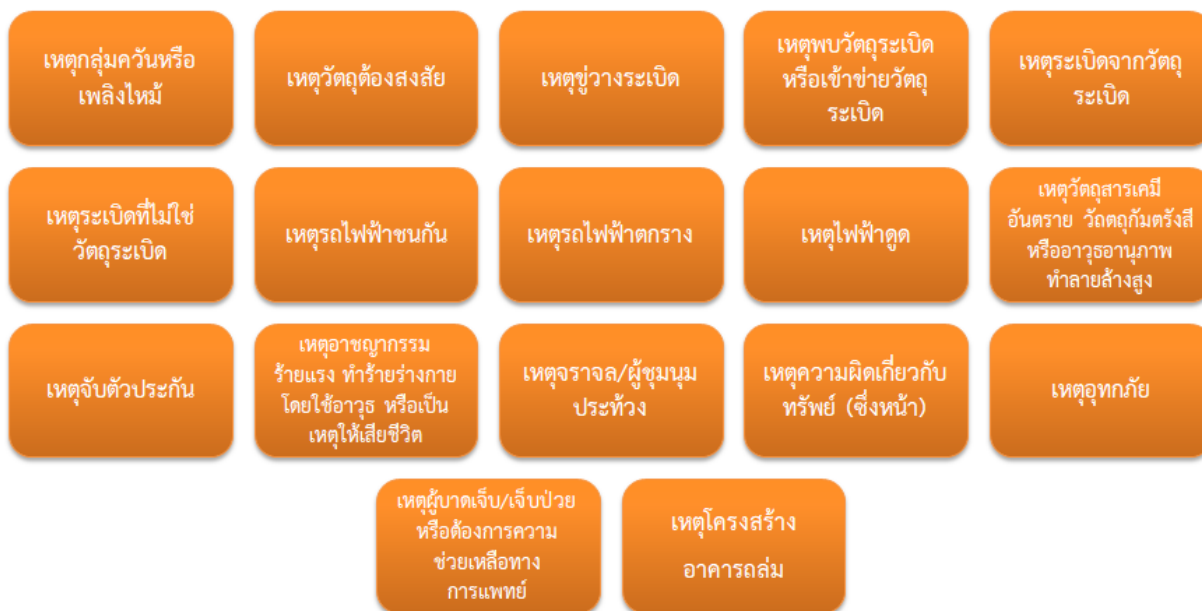 เหตุกลุ่มควันหรือ
เพลิงไหม้
เหตุวัตถุต้องสงสัย
เหตุขู่วางระเบิด
เหตุพบวัตถุระเบิด
หรือเข้าข่ายวัตถุ
ระเบิด
เหตุระเบิดจากวัตถุ
ระเบิด
เหตุระเบิดที่ไม่ใช่
วัตถุระเบิด
เหตุรถไฟฟ้าชนกัน
เหตุรถไฟฟ้าตกราง
เหตุไฟฟ้าดูด
เหตุวัตถุสารเคมี
อันตราย วัถตถุกัมตรังสี
หรืออาวุธอานุภาพ
ทำลายล้างสูง
เหตุจับตัวประกัน
เหตุอาชญากรรม
ร้ายแรง ทำร้ายร่างกาย
โดยใช้อาวุธ หรือเป็น
เหตุให้เสียชีวิต
เหตุจราจล/ผู้ชุมนุม
ประท้วง
เหตุความผิดเกี่ยวกับ
ทรัพย์ (ซึ่งหน้า)
เหตุอุทกภัย
เหตุผู้บาดเจ็บ/เจ็บป่วย
หรือต้องการความ
ช่วยเหลือทาง
การแพทย์
เหตุโครงสร้าง
อาคารถล่ม